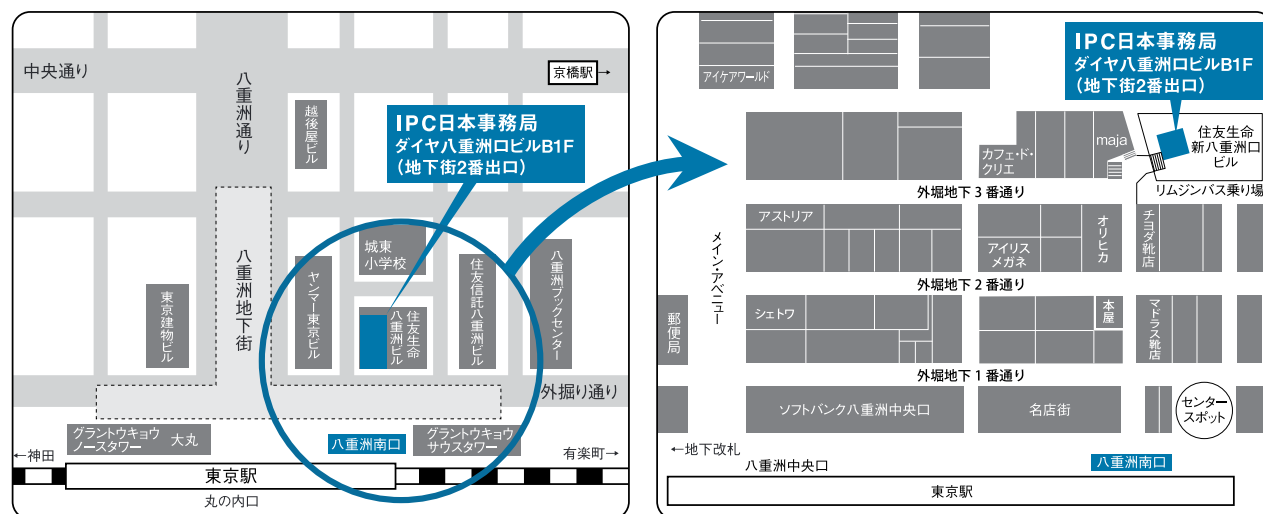 中央通り
八重洲通り
京橋駅
→
越後屋ビル
IPC日本事務局
ダイヤ八重洲口ビルB1F
（地下街2番出口）
城東
小学校
八重洲地下街
東京建物ビル
ヤンマー東京ビル
住友生命
八重洲ビル
住友信託八重洲ビル
八重洲ブックセンター
外掘り通り
グラントウキョウ
ノースタワー
大丸
八重洲南口
グラントウキョウ
サウスタワー
←神田
有楽町→
東京駅
丸の内口
アイケアワールド
IPC日本事務局
ダイヤ八重洲口ビルB1F
（地下街2番出口）
カフェ・ド・
クリエ
maja
住友生命
新八重洲口
ビル
リムジンバス乗り場
外堀地下3番通り
メイン・アベニュー
アストリア
アイリス
メガネ
オリヒカ
チヨダ靴店
外堀地下2番通り
郵便局
シェトワ
本屋
マドラス靴店
外堀地下1番通り
ソフトバンク八重洲中央口
名店街
センター
スポット
←地下改札
八重洲中央口
八重洲南口
東京駅